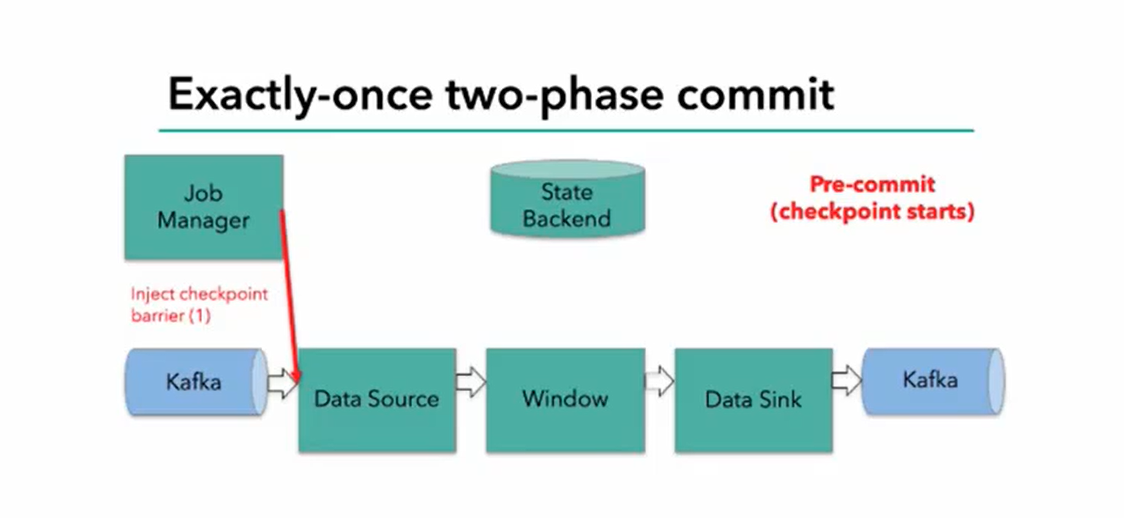 Exactly-once two-phase commit
Job
Manager
State
Backend
Pre-commit
(checkpoint starts)
Inject checkpoint
barrier (1)
Kafka
Data Source
Window
Data Sink
Kafka